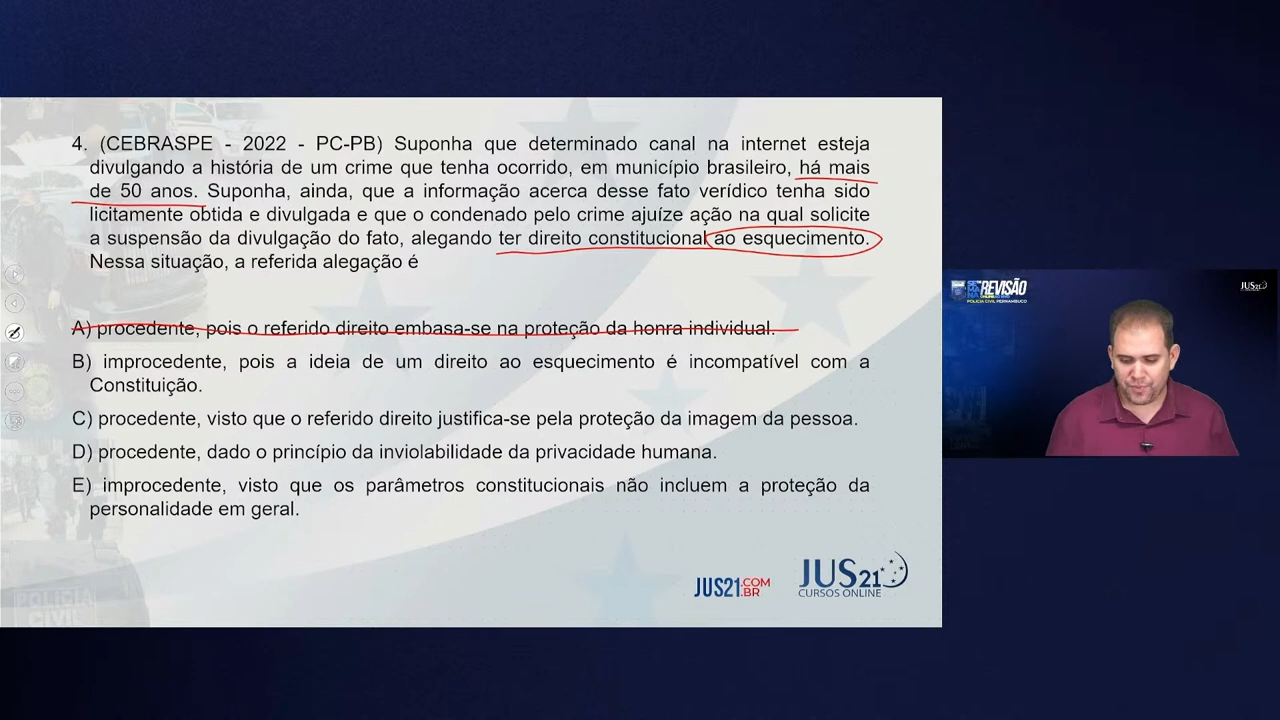 4. (CEBRASPE - 2022 - PC-PB) Suponha que determinado canal na internet esteja
divulgando a história de um crime que tenha ocorrido, em município brasileiro, há mais
de 50 anos. Suponha, ainda, que a informação acerca desse fato verídico tenha sido
licitamente obtida e divulgada e que o condenado pelo crime ajuíze ação na qual solicite
a suspensão da divulgação do fato, alegando ter direito constitucional ao esquecimento.
Nessa situação, a referida alegação é
A) procedente, pois o referido direito embasa-se na proteção da honra individual.
B) improcedente, pois a ideia de um direito ao esquecimento é incompatível com a
Constituição.
C) procedente, visto que o referido direito justifica-se pela proteção da imagem da pessoa.
D) procedente, dado o princípio da inviolabilidade da privacidade humana.
E) improcedente, visto que os parâmetros constitucionais não incluem a proteção da
personalidade em geral.
JUS21.COM.BR
JUS21
CURSOS ONLINE
SEMANA REVISÃO
POLÍCIA CIVIL PERNAMBUCO
JUS21
POLÍCIA
CIVIL